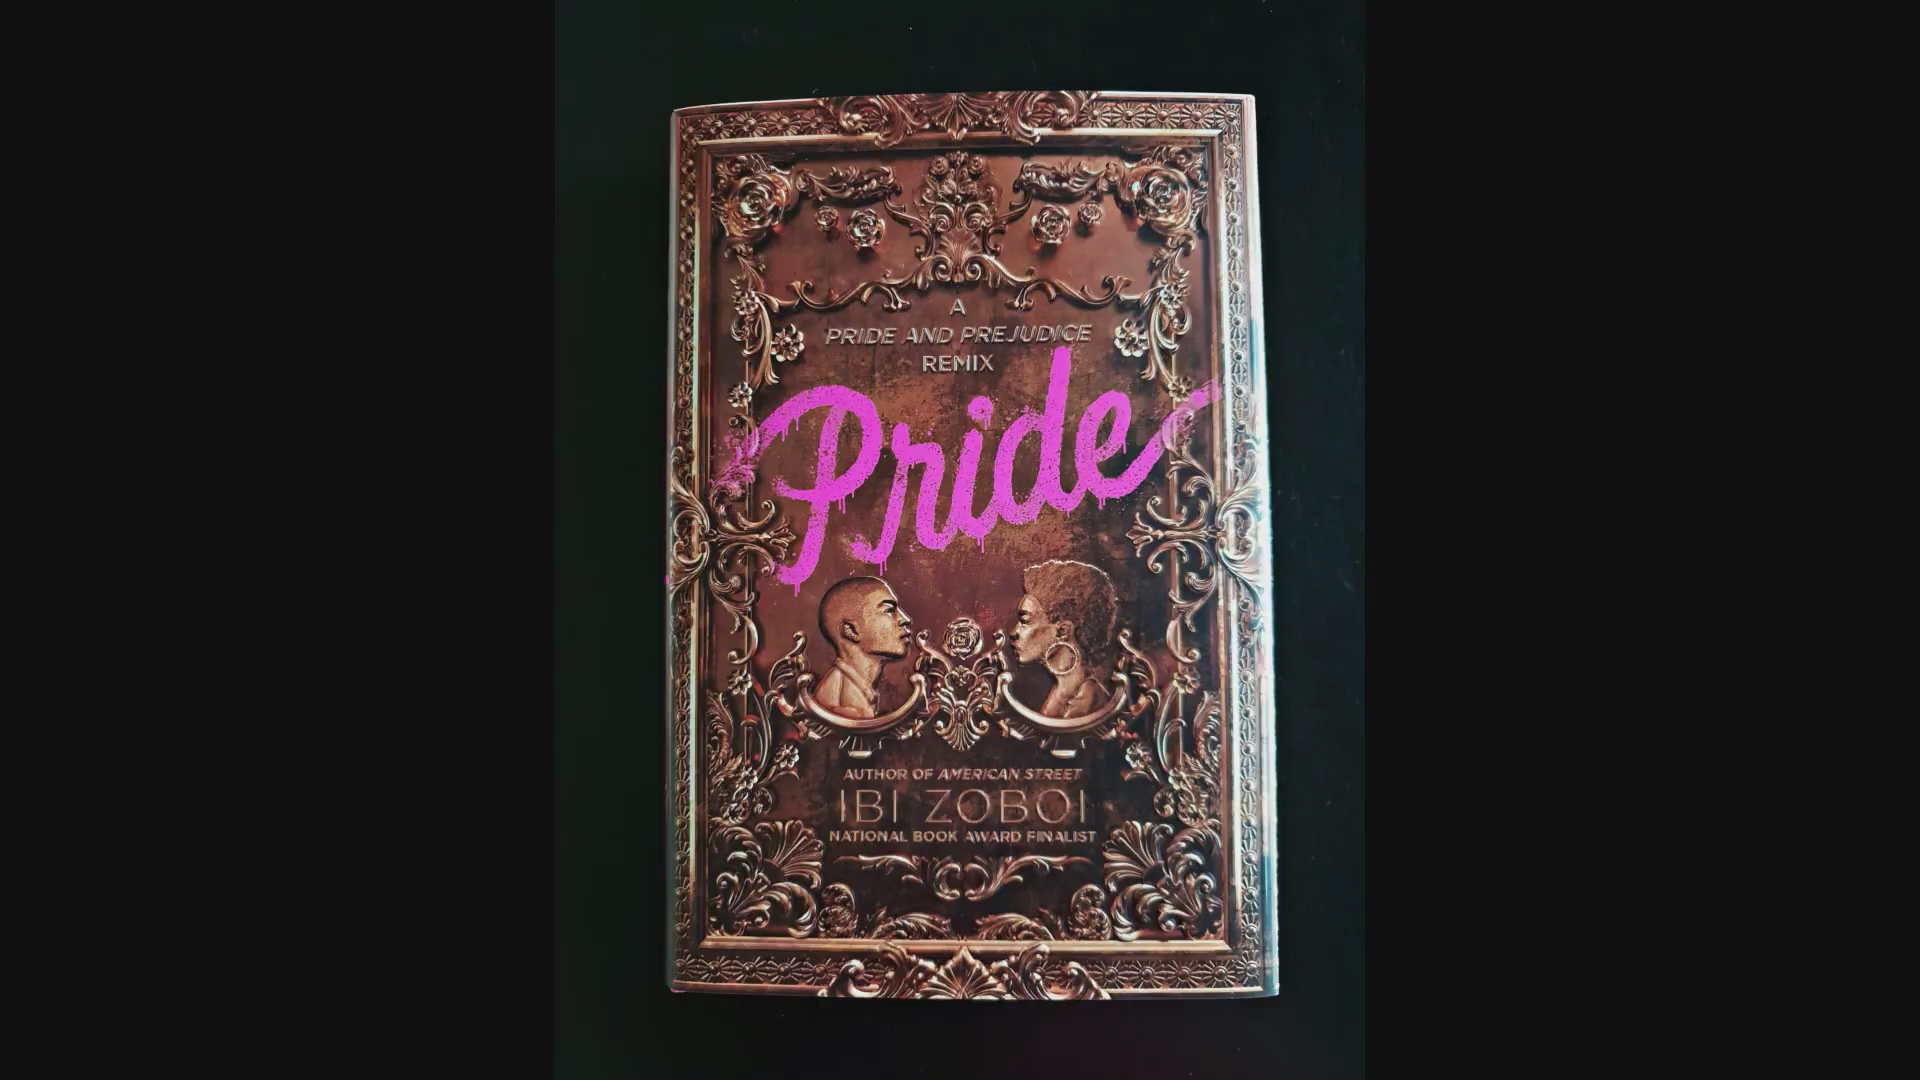 A
PRIDE AND PREJUDICE
REMIX
Pride
AUTHOR OF AMERICAN STREET
IBI ZOBOI
NATIONAL BOOK AWARD FINALIST